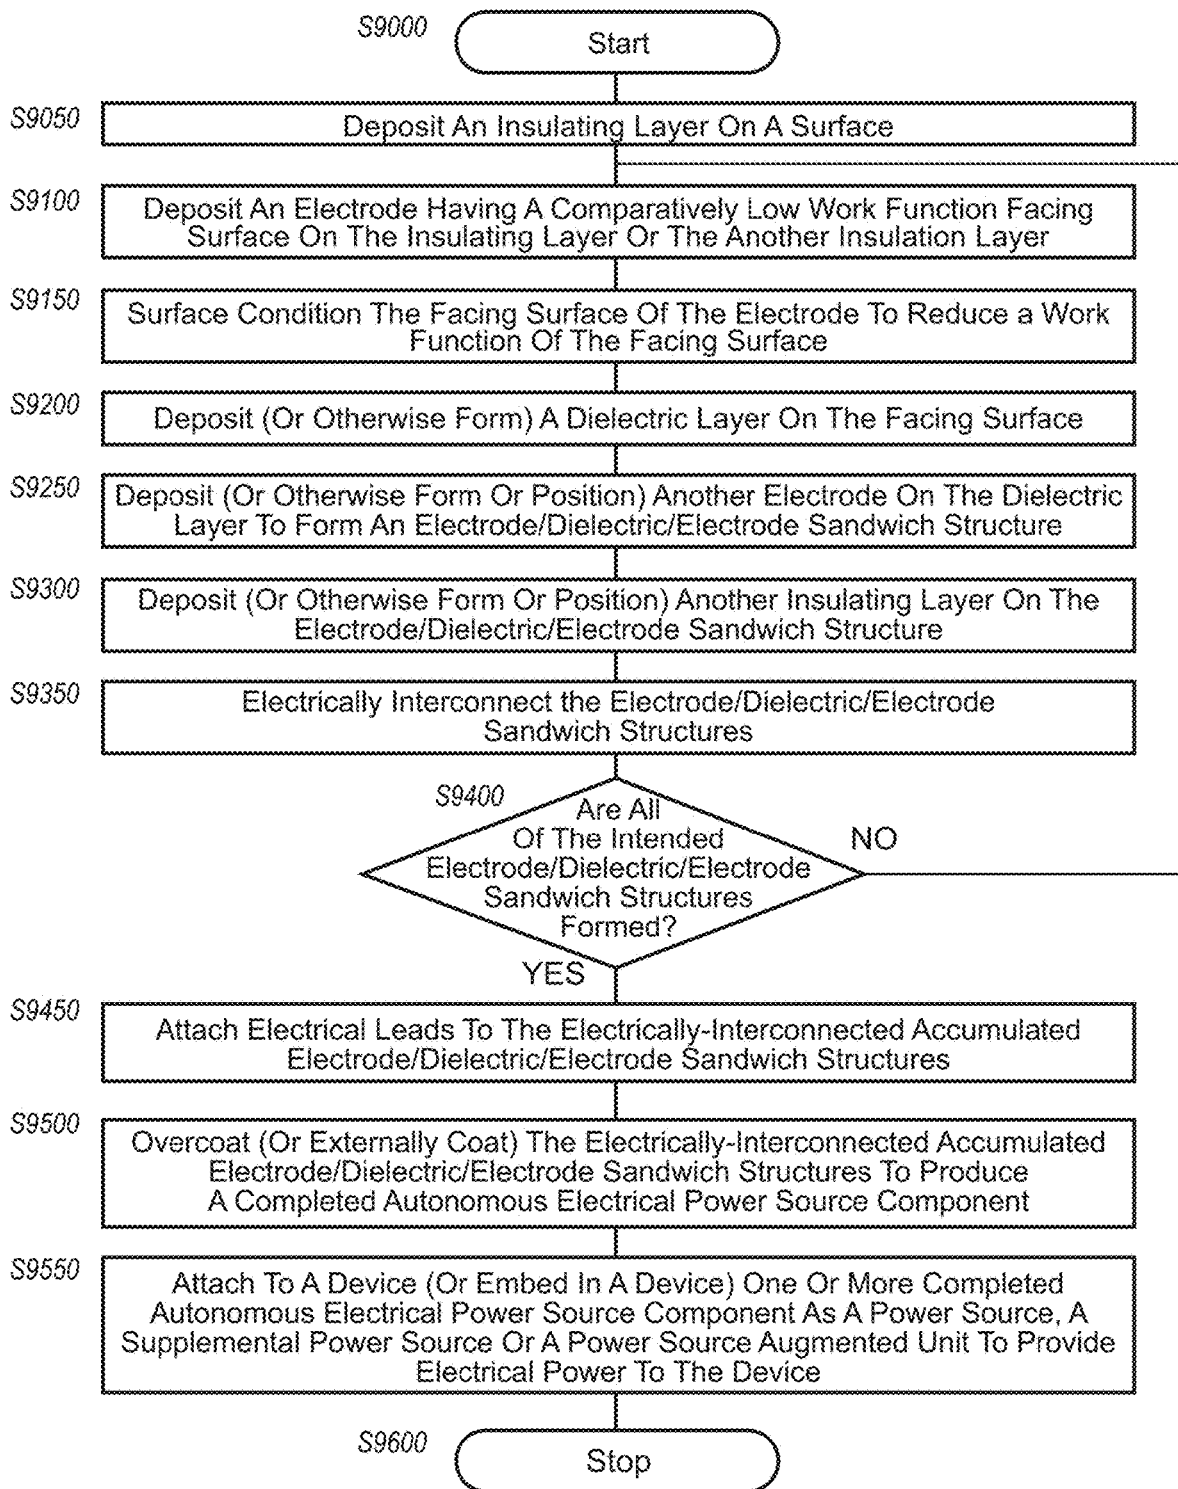 S9000
Start
S9050
Deposit An Insulating Layer On A Surface
S9100
Deposit An Electrode Having A Comparatively Low Work Function Facing
Surface On The Insulating Layer Or The Another Insulation Layer
S9150
Surface Condition The Facing Surface Of The Electrode To Reduce a Work
Function Of The Facing Surface
S9200
Deposit (Or Otherwise Form) A Dielectric Layer On The Facing Surface
S9250
Deposit (Or Otherwise Form Or Position) Another Electrode On The Dielectric
Layer To Form An Electrode/Dielectric/Electrode Sandwich Structure
S9300
Deposit (Or Otherwise Form Or Position) Another Insulating Layer On The
Electrode/Dielectric/Electrode Sandwich Structure
S9350
Electrically Interconnect the Electrode/Dielectric/Electrode
Sandwich Structures
S9400
Are All
Of The Intended
Electrode/Dielectric/Electrode
Sandwich Structures
Formed?
NO
YES
S9450
Attach Electrical Leads To The Electrically-Interconnected Accumulated
Electrode/Dielectric/Electrode Sandwich Structures
S9500
Overcoat (Or Externally Coat) The Electrically-Interconnected Accumulated
Electrode/Dielectric/Electrode Sandwich Structures To Produce
A Completed Autonomous Electrical Power Source Component
S9550
Attach To A Device (Or Embed In A Device) One Or More Completed
Autonomous Electrical Power Source Component As A Power Source, A
Supplemental Power Source Or A Power Source Augmented Unit To Provide
Electrical Power To The Device
S9600
Stop